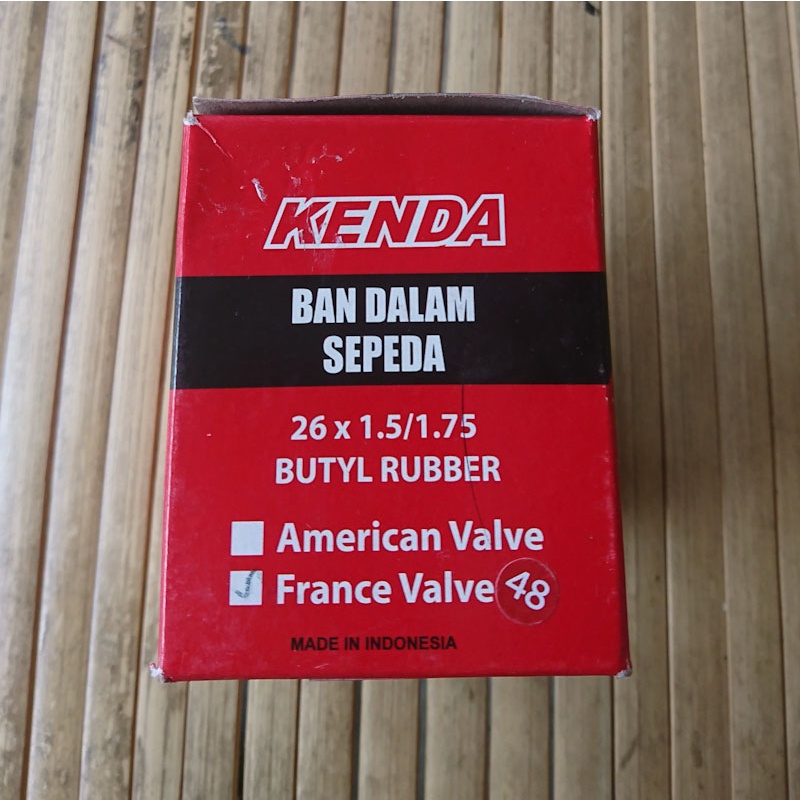 KENDA
BAN DALAM
SEPEDA
26 x 1.5/1.75
BUTYL RUBBER
American Valve
France Valve 48
MADE IN INDONESIA